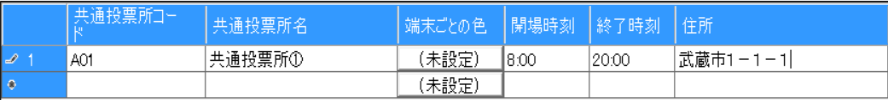 共通投票所コー
ド
共通投票所名
端末ごとの色
開場時刻
終了時刻
住所
1
A01
共通投票所①
(未設定)
8:00
20:00
武蔵市1-1-1
(未設定)